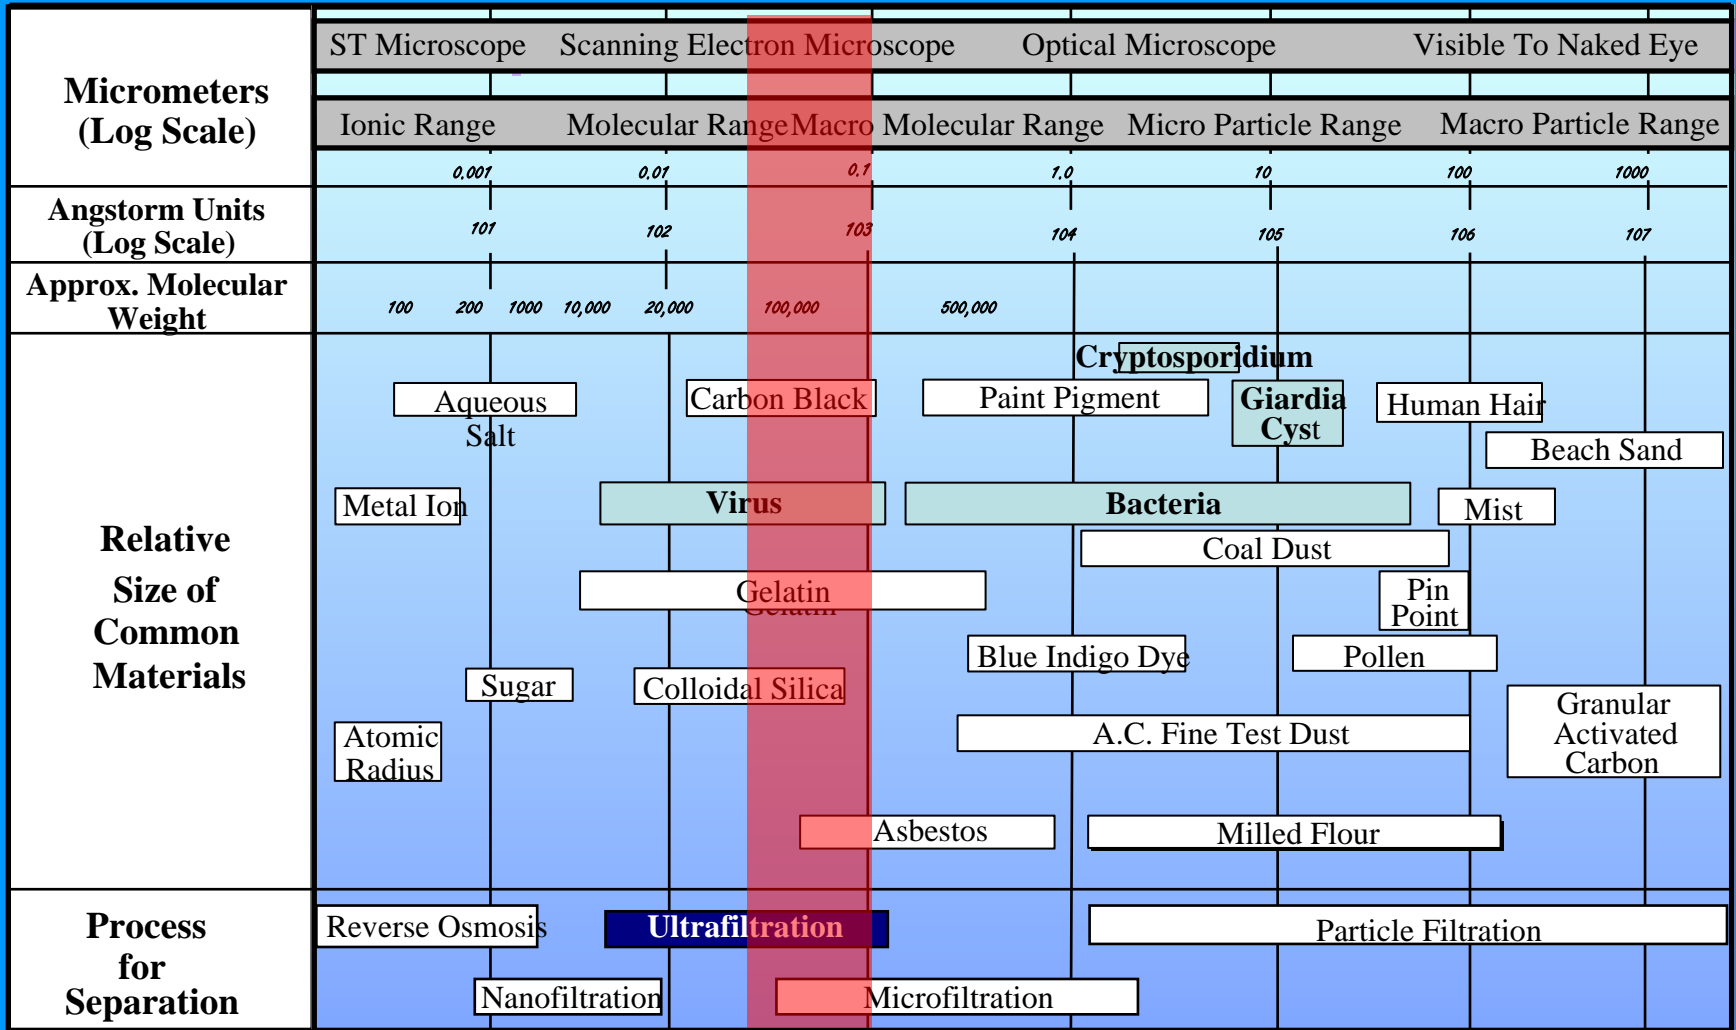 ST Microscope Scanning Electron Microscope Optical Microscope Visible To Naked Eye
Micrometers
(Log Scale)
Ionic Range Molecular Range Macro Molecular Range Micro Particle Range Macro Particle Range
0,001 0,01 0,1 1,0 10 100 1000
Angstorm Units
(Log Scale)
101 102 103 104 105 106 107
Approx. Molecular
Weight
100 200 1000 10,000 20,000 100,000 500,000
Relative
Size of
Common
Materials
Cryptosporidium
Aqueous
Salt
Carbon Black
Paint Pigment
Giardia
Cyst
Human Hair
Beach Sand
Metal Ion
Virus
Bacteria
Mist
Coal Dust
Gelatin
Gelatin
Pin
Point
Blue Indigo Dye
Pollen
Sugar
Colloidal Silica
Atomic
Radius
A.C. Fine Test Dust
Granular
Activated
Carbon
Asbestos
Milled Flour
Process
for
Separation
Reverse Osmosis
Ultrafiltration
Particle Filtration
Nanofiltration
Microfiltration